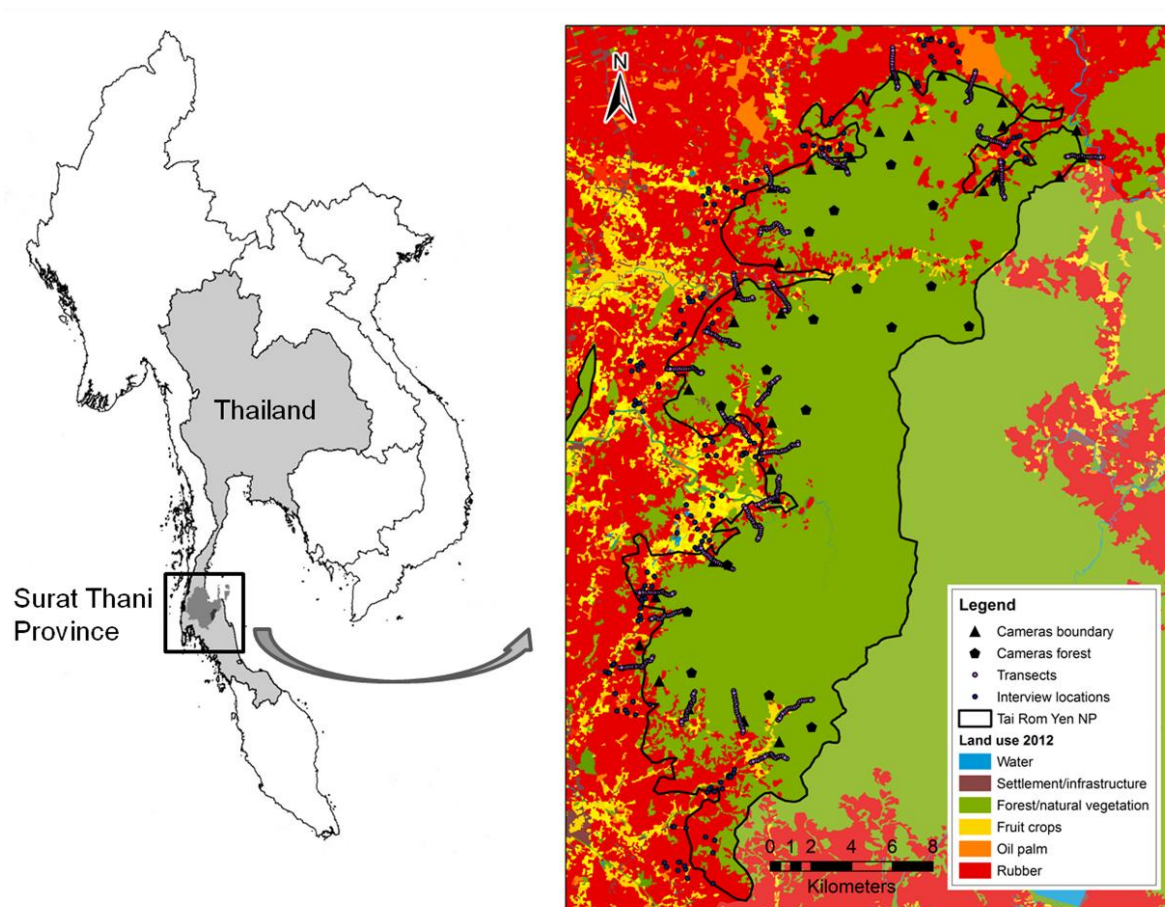 Thailand
Surat Thani
Province
N
Legend
Cameras boundary
Cameras forest
Transects
Interview locations
Tai Rom Yen NP
Land use 2012
Water
Settlement/infrastructure
Forest/natural vegetation
Fruit crops
Oil palm
Rubber
0 1 2 4 6 8
Kilometers